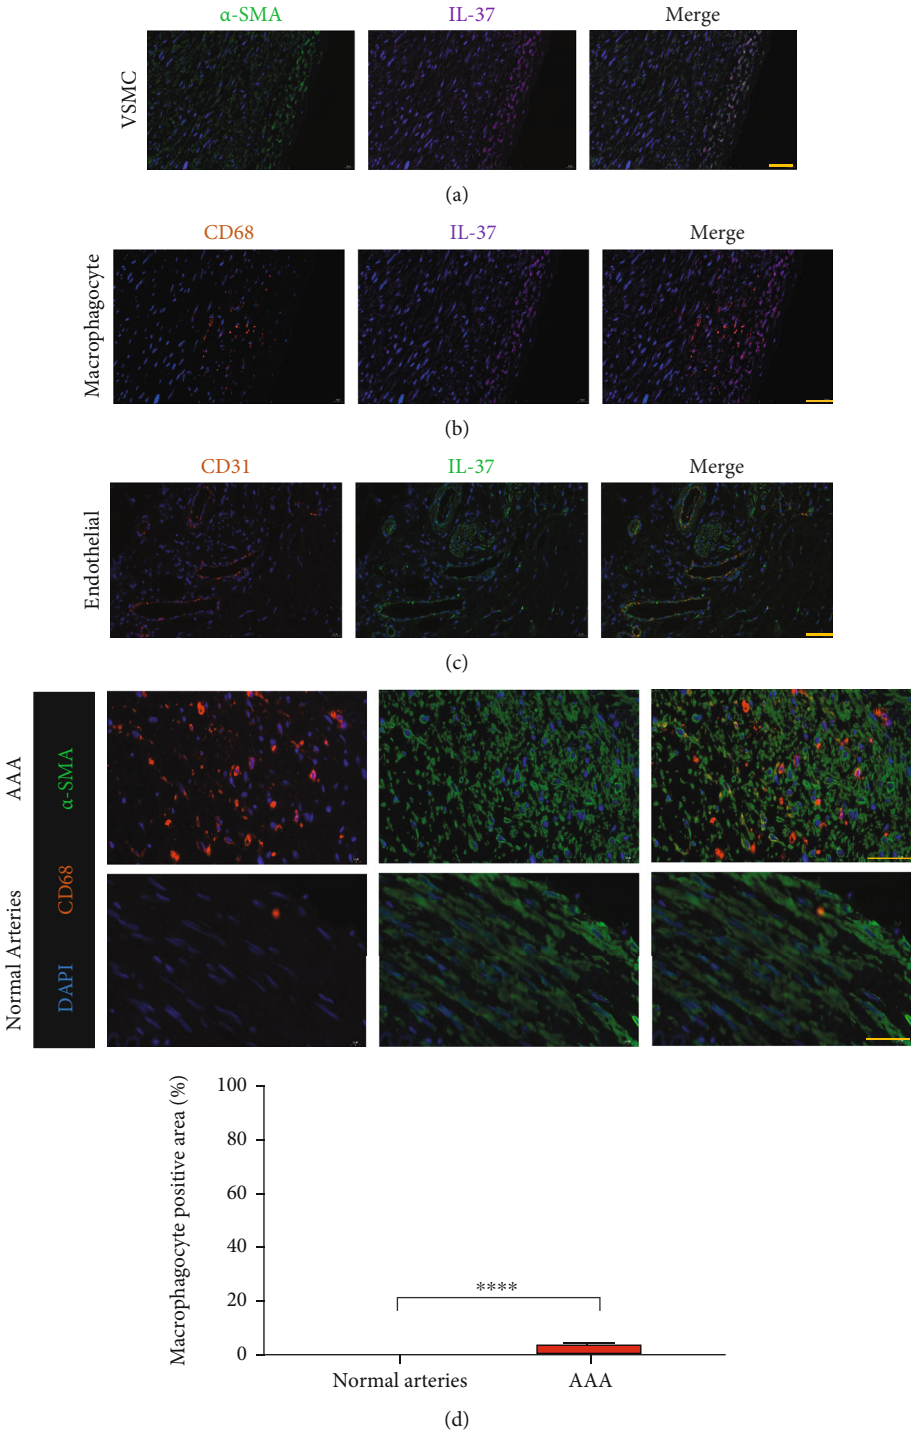 α-SMA IL-37 Merge
VSMC
(a)
CD68 IL-37 Merge
Macrophagocyte
(b)
CD31 IL-37 Merge
Endothelial
(c)
AAA
Normal Arteries
α-SMA
CD68
DAPI
Macrophagocyte positive area (%)
100
80
60
40
20
0
****
Normal arteries AAA
(d)